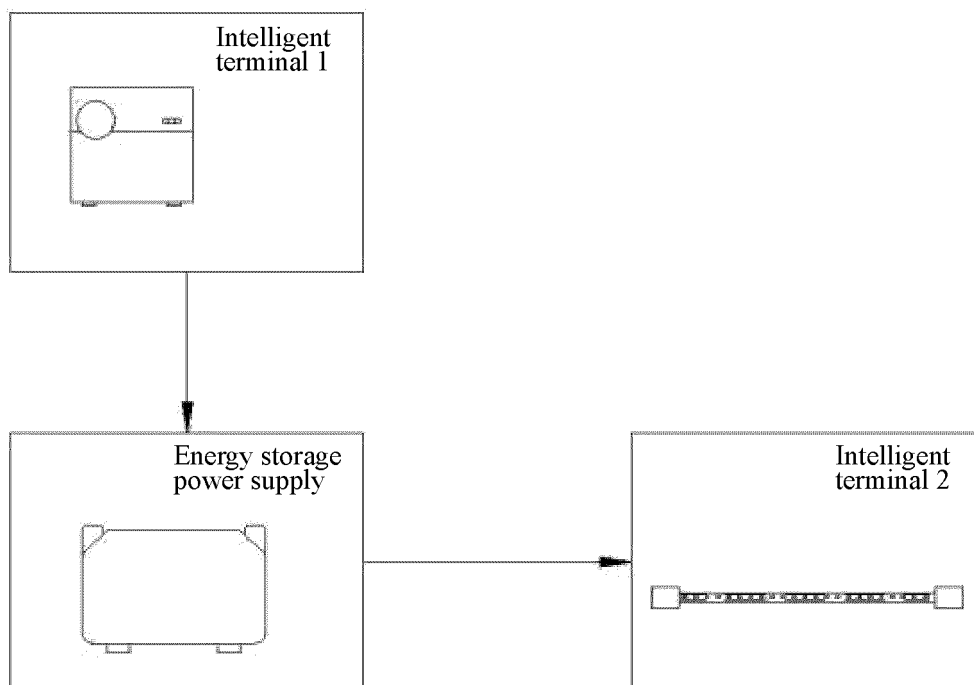 Intelligent
terminal 1
Energy storage
power supply
Intelligent
terminal 2